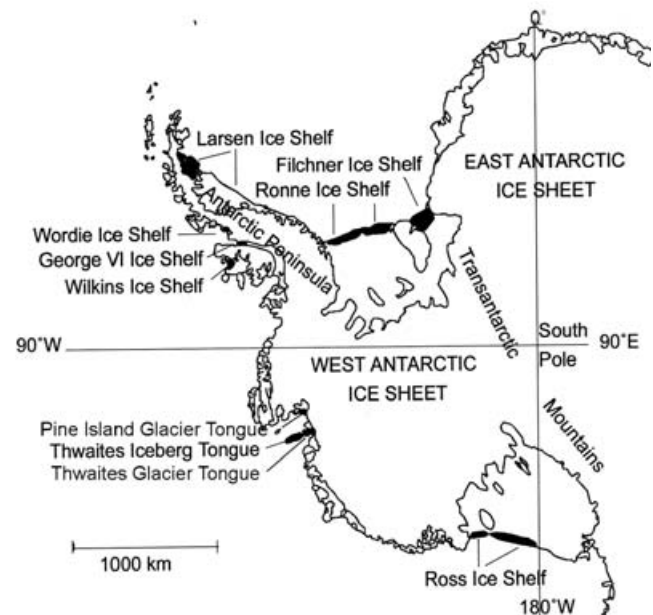 0°
Larsen Ice Shelf
Filchner Ice Shelf
Ronne Ice Shelf
EAST ANTARCTIC
ICE SHEET
Antarctic Peninsula
Wordie Ice Shelf
George VI Ice Shelf
Wilkins Ice Shelf
Transantarctic
South
90°W
90°E
Pole
WEST ANTARCTIC
ICE SHEET
Mountains
Pine Island Glacier Tongue
Thwaites Iceberg Tongue
Thwaites Glacier Tongue
1000 km
Ross Ice Shelf
180°W